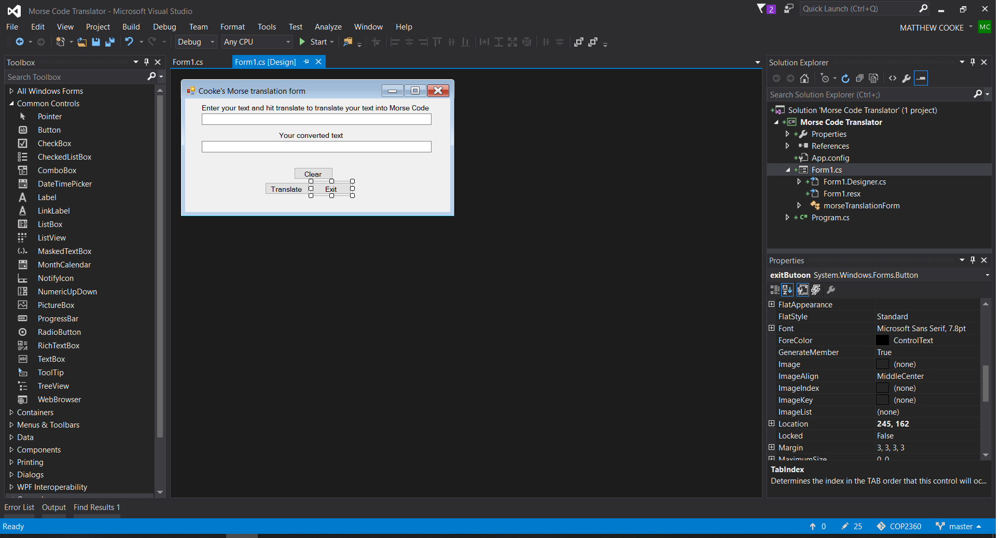 Morse Code Translator - Microsoft Visual Studio
2
Quick Launch (Ctrl+Q)
File Edit View Project Build Debug Team Format Tools Test Analyze Window Help
MATTHEW COOKE
MC
Debug
Any CPU
Start
Toolbox
Search Toolbox
All Windows Forms
Common Controls
Pointer
Button
CheckBox
CheckedListBox
ComboBox
DateTimePicker
Label
LinkLabel
ListBox
ListView
MaskedTextBox
MonthCalendar
NotifyIcon
NumericUpDown
PictureBox
ProgressBar
RadioButton
RichTextBox
TextBox
ToolTip
TreeView
WebBrowser
Containers
Menus & Toolbars
Data
Components
Printing
Dialogs
WPF Interoperability
Form1.cs
Form1.cs [Design]
Cooke's Morse translation form
Enter your text and hit translate to translate your text into Morse Code
Your converted text
Clear
Translate
Exit
Solution Explorer
Search Solution Explorer (Ctrl+;)
Solution 'Morse Code Translator' (1 project)
Morse Code Translator
Properties
References
App.config
Form1.cs
Form1.Designer.cs
Form1.resx
morseTranslationForm
Program.cs
Properties
exitButoon System.Windows.Forms.Button
FlatAppearance
FlatStyle Standard
Font Microsoft Sans Serif, 7.8pt
ForeColor ControlText
GenerateMember True
Image (none)
ImageAlign MiddleCenter
ImageIndex (none)
ImageKey (none)
ImageList (none)
Location 245, 162
Locked False
Margin 3, 3, 3, 3
MaximumSize 0, 0
TabIndex
Determines the index in the TAB order that this control will oc...
Error List Output Find Results 1
Ready
0
25
COP2360
master